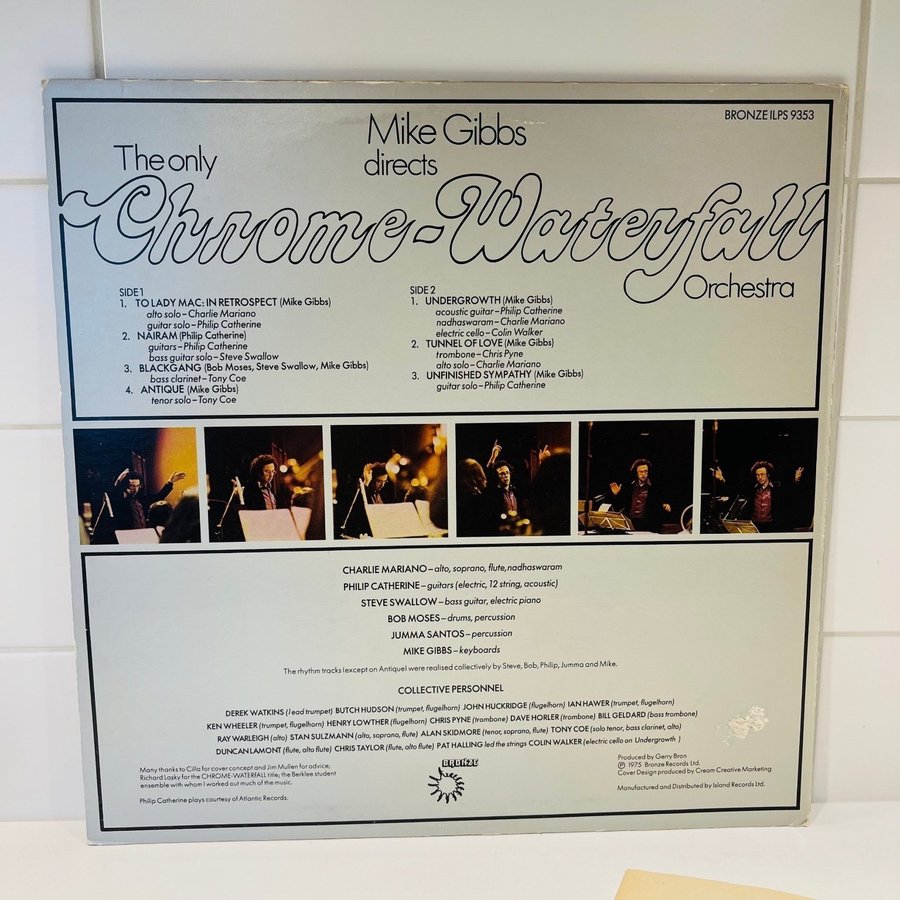 BRONZE ILPS 9353
Mike Gibbs
directs
The only
Chrome-Waterfall
Orchestra
SIDE 1
1. TO LADY MAC: IN RETROSPECT (Mike Gibbs)
alto solo – Charlie Mariano
guitar solo – Philip Catherine
2. NAIRAM (Philip Catherine)
guitars – Philip Catherine
bass guitar solo – Steve Swallow
3. BLACKGANG (Bob Moses, Steve Swallow, Mike Gibbs)
bass clarinet – Tony Coe
4. ANTIQUE (Mike Gibbs)
tenor solo – Tony Coe
SIDE 2
1. UNDERGROWTH (Mike Gibbs)
acoustic guitar – Philip Catherine
nadhaswaram – Charlie Mariano
electric cello – Colin Walker
2. TUNNEL OF LOVE (Mike Gibbs)
trombone – Chris Pyne
alto solo – Charlie Mariano
3. UNFINISHED SYMPATHY (Mike Gibbs)
guitar solo – Philip Catherine
CHARLIE MARIANO – alto, soprano, flute, nadhaswaram
PHILIP CATHERINE – guitars (electric, 12 string, acoustic)
STEVE SWALLOW – bass guitar, electric piano
BOB MOSES – drums, percussion
JUMMA SANTOS – percussion
MIKE GIBBS – keyboards
The rhythm tracks (except on Antique) were realised collectively by Steve, Bob, Philip, Jumma and Mike.
COLLECTIVE PERSONNEL
DEREK WATKINS (lead trumpet) BUTCH HUDSON (trumpet, flugelhorn) JOHN HUCKRIDGE (flugelhorn) IAN HAWER (trumpet, flugelhorn)
KEN WHEELER (trumpet, flugelhorn) HENRY LOWTHER (flugelhorn) CHRIS PYNE (trombone) DAVE HORLER (trombone) BILL GELDARD (bass trombone)
RAY WARLEIGH (alto) STAN SULZMANN (alto, soprano, flute) ALAN SKIDMORE (tenor, soprano, flute) TONY COE (solo tenor, bass clarinet, alto)
DUNCAN LAMONT (flute, alto flute) CHRIS TAYLOR (flute, alto flute) PAT HALLING led the strings COLIN WALKER (electric cello on Undergrowth )
Many thanks to Cilla for cover concept and Jim Mullen for advice;
Richard Lasky for the CHROME-WATERFALL title; the Berklee student
ensemble with whom I worked out much of the music.
Philip Catherine plays courtesy of Atlantic Records.
BRONZE
Produced by Gerry Bron
Ⓟ 1975 Bronze Records Ltd.
Cover Design produced by Cream Creative Marketing
Manufactured and Distributed by Island Records Ltd.